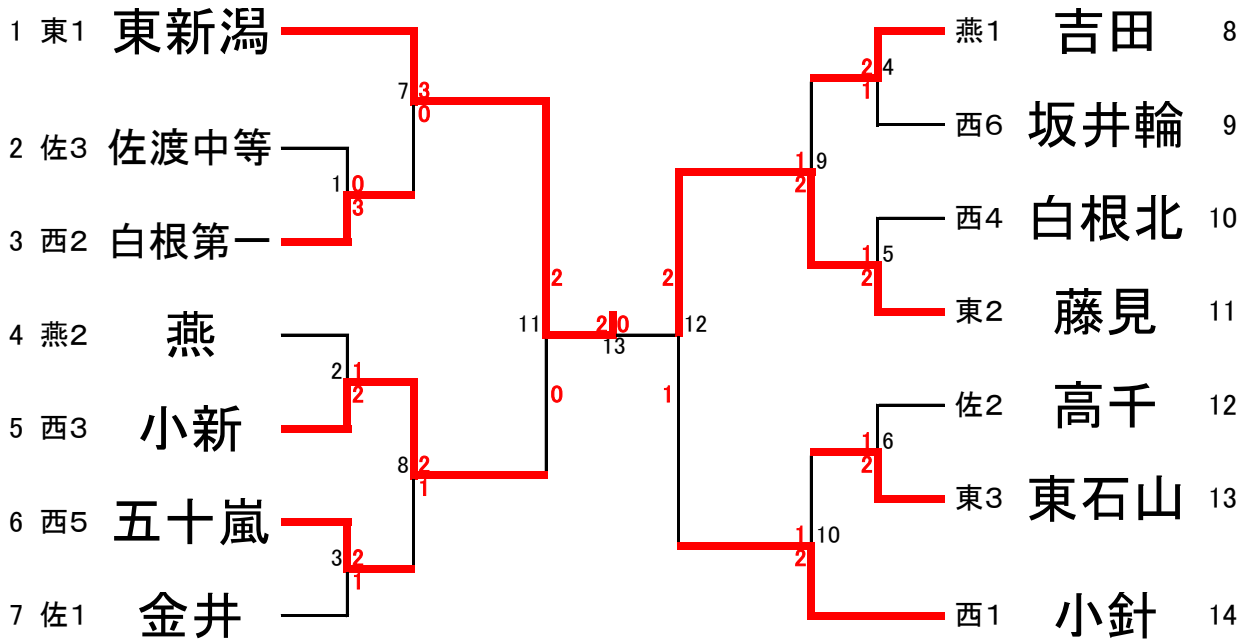 1 東1 東新潟
2 佐3 佐渡中等
3 西2 白根第一
4 燕2 燕
5 西3 小新
6 西5 五十嵐
7 佐1 金井
燕1 吉田 8
西6 坂井輪 9
西4 白根北 10
東2 藤見 11
佐2 高千 12
東3 東石山 13
西1 小針 14
7 3
0
1 0
3
2 1
2
8 2
1
3 2
1
11 2
0
2 0
13
2 12
1
2 4
1
1 9
2
1 5
2
1 6
2
1 10
2